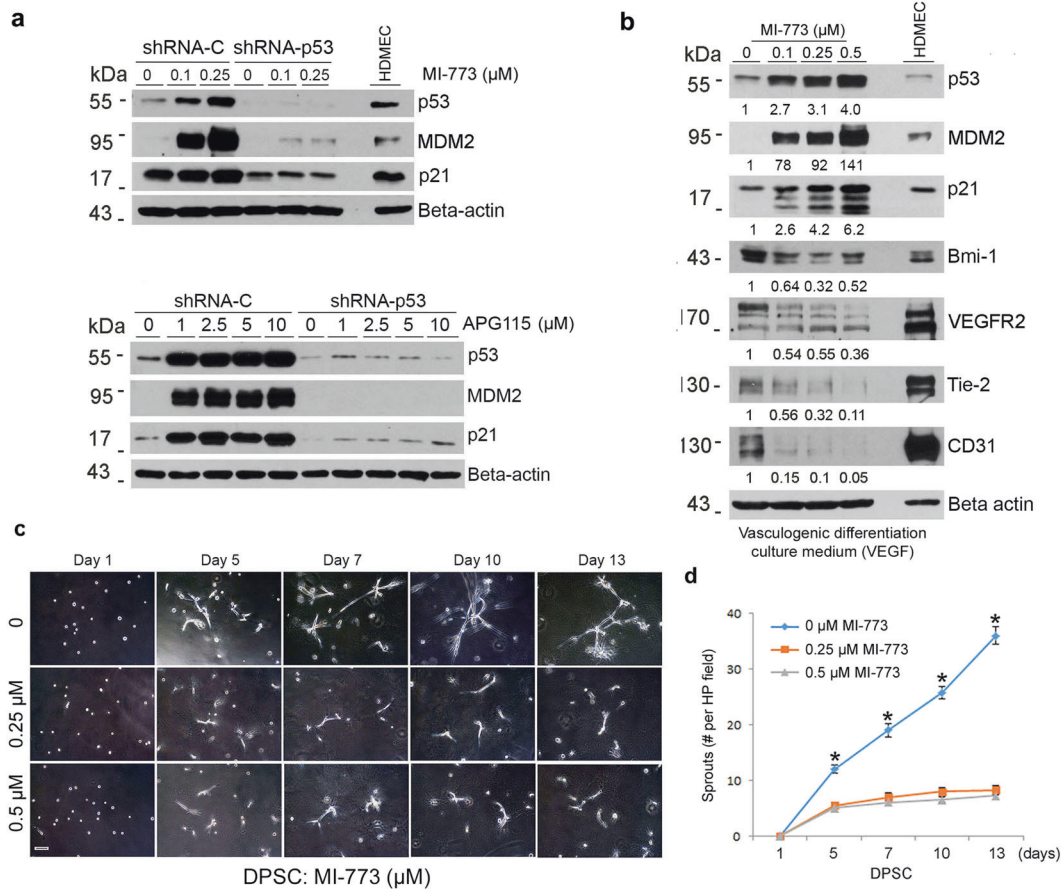 a
shRNA-C shRNA-p53 HDMEC
kDa 0 0.1 0.25 0 0.1 0.25 MI-773 (µM)
55 - p53
95 - MDM2
17 - p21
43 - Beta-actin
shRNA-C shRNA-p53
kDa 0 1 2.5 5 10 0 1 2.5 5 10 APG115 (µM)
55 - p53
95 - MDM2
17 - p21
43 - Beta-actin
b
MI-773 (µM) HDMEC
0 0.1 0.25 0.5
55 - p53
1 2.7 3.1 4.0
95 - MDM2
1 78 92 141
17 - p21
1 2.6 4.2 6.2
43 - Bmi-1
1 0.64 0.32 0.52
170 - VEGFR2
1 0.54 0.55 0.36
130 - Tie-2
1 0.56 0.32 0.11
130 - CD31
1 0.15 0.1 0.05
43 - Beta actin
Vasculogenic differentiation
culture medium (VEGF)
c
Day 1 Day 5 Day 7 Day 10 Day 13
0
0.25 µM
0.5 µM
DPSC: MI-773 (µM)
d
Sprouts (# per HP field)
40
30
20
10
0
0 µM MI-773
0.25 µM MI-773
0.5 µM MI-773
* * * *
1 5 7 10 13 (days)
DPSC